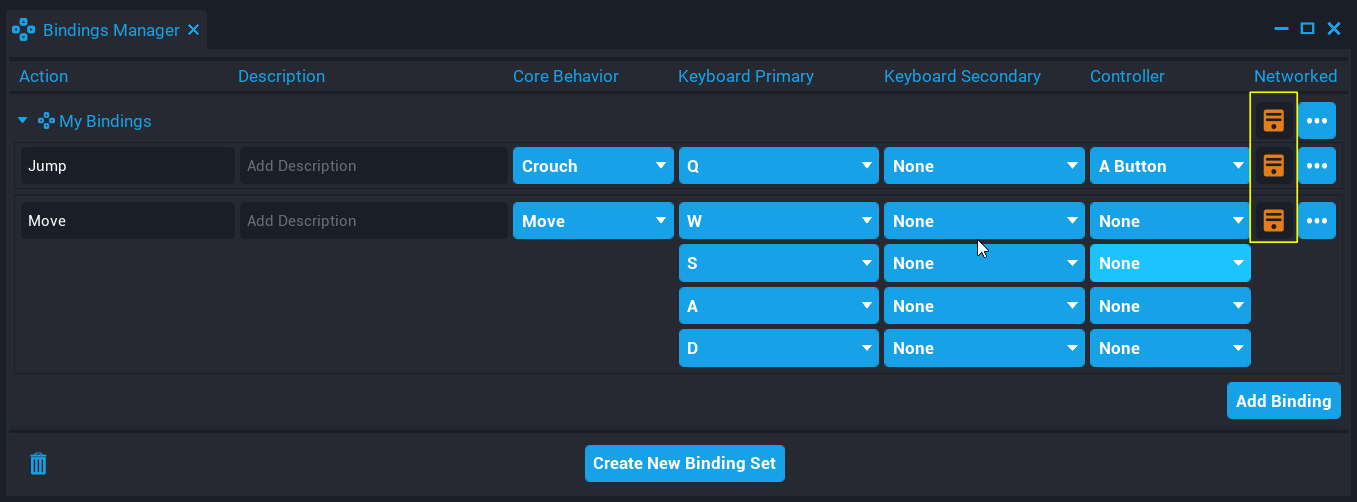 Bindings Manager
Action Description Core Behavior Keyboard Primary Keyboard Secondary Controller Networked
My Bindings
Jump Add Description Crouch Q None A Button
Move Add Description Move W None None
S None None
A None None
D None None
Add Binding
Create New Binding Set